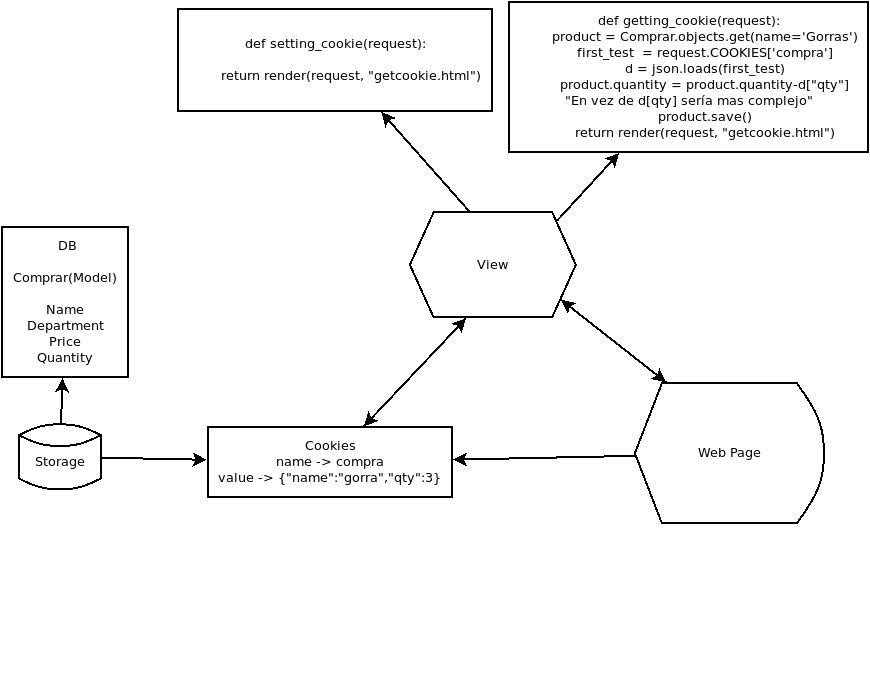 def setting_cookie(request):
return render(request, "getcookie.html")
def getting_cookie(request):
product = Comprar.objects.get(name='Gorras')
first_test = request.COOKIES['compra']
d = json.loads(first_test)
product.quantity = product.quantity-d["qty"]
"En vez de d[qty] sería mas complejo"
product.save()
return render(request, "getcookie.html")
View
DB
Comprar(Model)
Name
Department
Price
Quantity
Storage
Cookies
name -> compra
value -> {"name":"gorra","qty":3}
Web Page